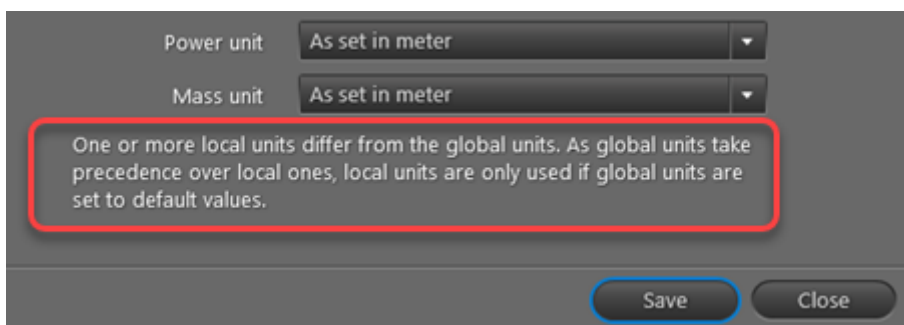 Power unit As set in meter
Mass unit As set in meter
One or more local units differ from the global units. As global units take
precedence over local ones, local units are only used if global units are
set to default values.
Save Close